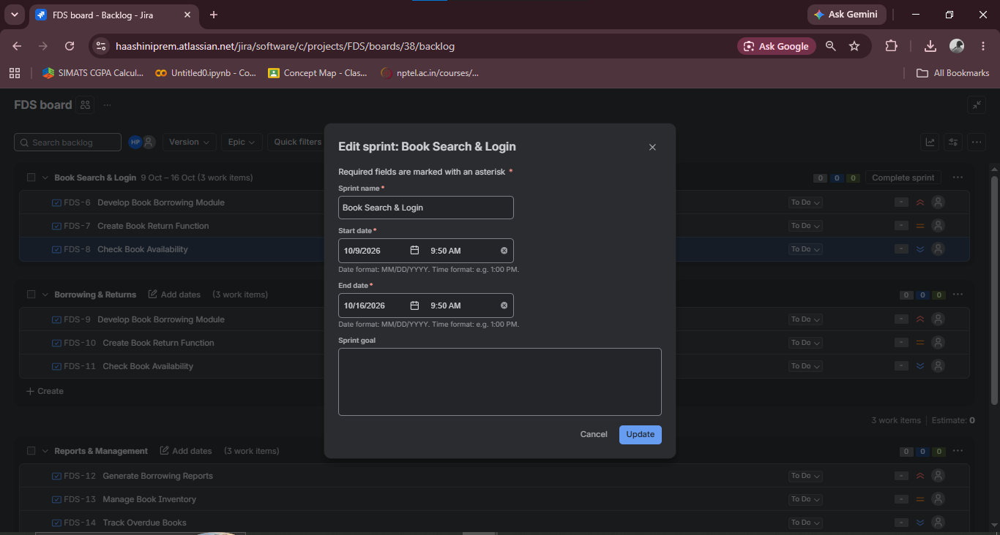 FDS board - Backlog - Jira
Ask Gemini
haashiniprem.atlassian.net/jira/software/c/projects/FDS/boards/38/backlog
Ask Google
SIMATS CGPA Calcul...
Untitled0.ipynb - Co...
Concept Map - Clas...
nptel.ac.in/courses/...
All Bookmarks
FDS board
Search backlog
HP
Version
Epic
Quick filters
Book Search & Login 9 Oct – 16 Oct (3 work items)
0 0 0 Complete sprint
FDS-6 Develop Book Borrowing Module
To Do -
FDS-7 Create Book Return Function
To Do -
FDS-8 Check Book Availability
To Do -
Borrowing & Returns Add dates (3 work items)
0 0 0
FDS-9 Develop Book Borrowing Module
To Do -
FDS-10 Create Book Return Function
To Do -
FDS-11 Check Book Availability
To Do -
+ Create
3 work items Estimate: 0
Reports & Management Add dates (3 work items)
0 0 0
FDS-12 Generate Borrowing Reports
To Do -
FDS-13 Manage Book Inventory
To Do -
FDS-14 Track Overdue Books
To Do -
Edit sprint: Book Search & Login
Required fields are marked with an asterisk *
Sprint name *
Book Search & Login
Start date *
10/9/2026 9:50 AM
Date format: MM/DD/YYYY. Time format: e.g. 1:00 PM.
End date *
10/16/2026 9:50 AM
Date format: MM/DD/YYYY. Time format: e.g. 1:00 PM.
Sprint goal
Cancel
Update